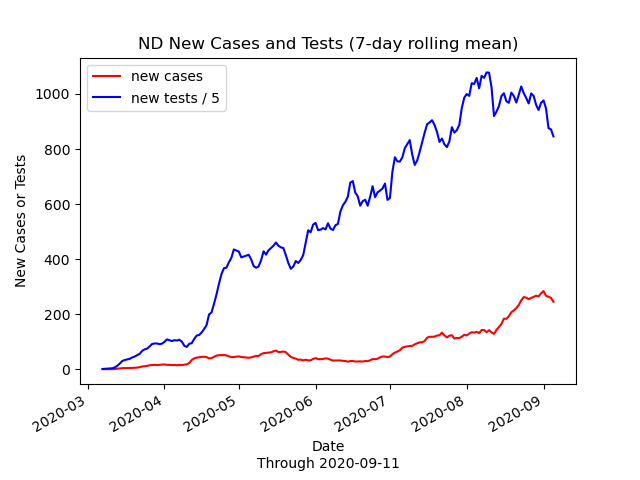 ND New Cases and Tests (7-day rolling mean)
new cases
new tests / 5
New Cases or Tests
1000
800
600
400
200
0
2020-03
2020-04
2020-05
2020-06
2020-07
2020-08
2020-09
Date
Through 2020-09-11